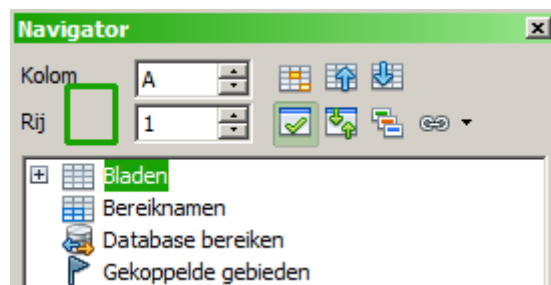 Navigator
Kolom A
Rij 1
Bladen
Bereiknamen
Database bereiken
Gekoppelde gebieden